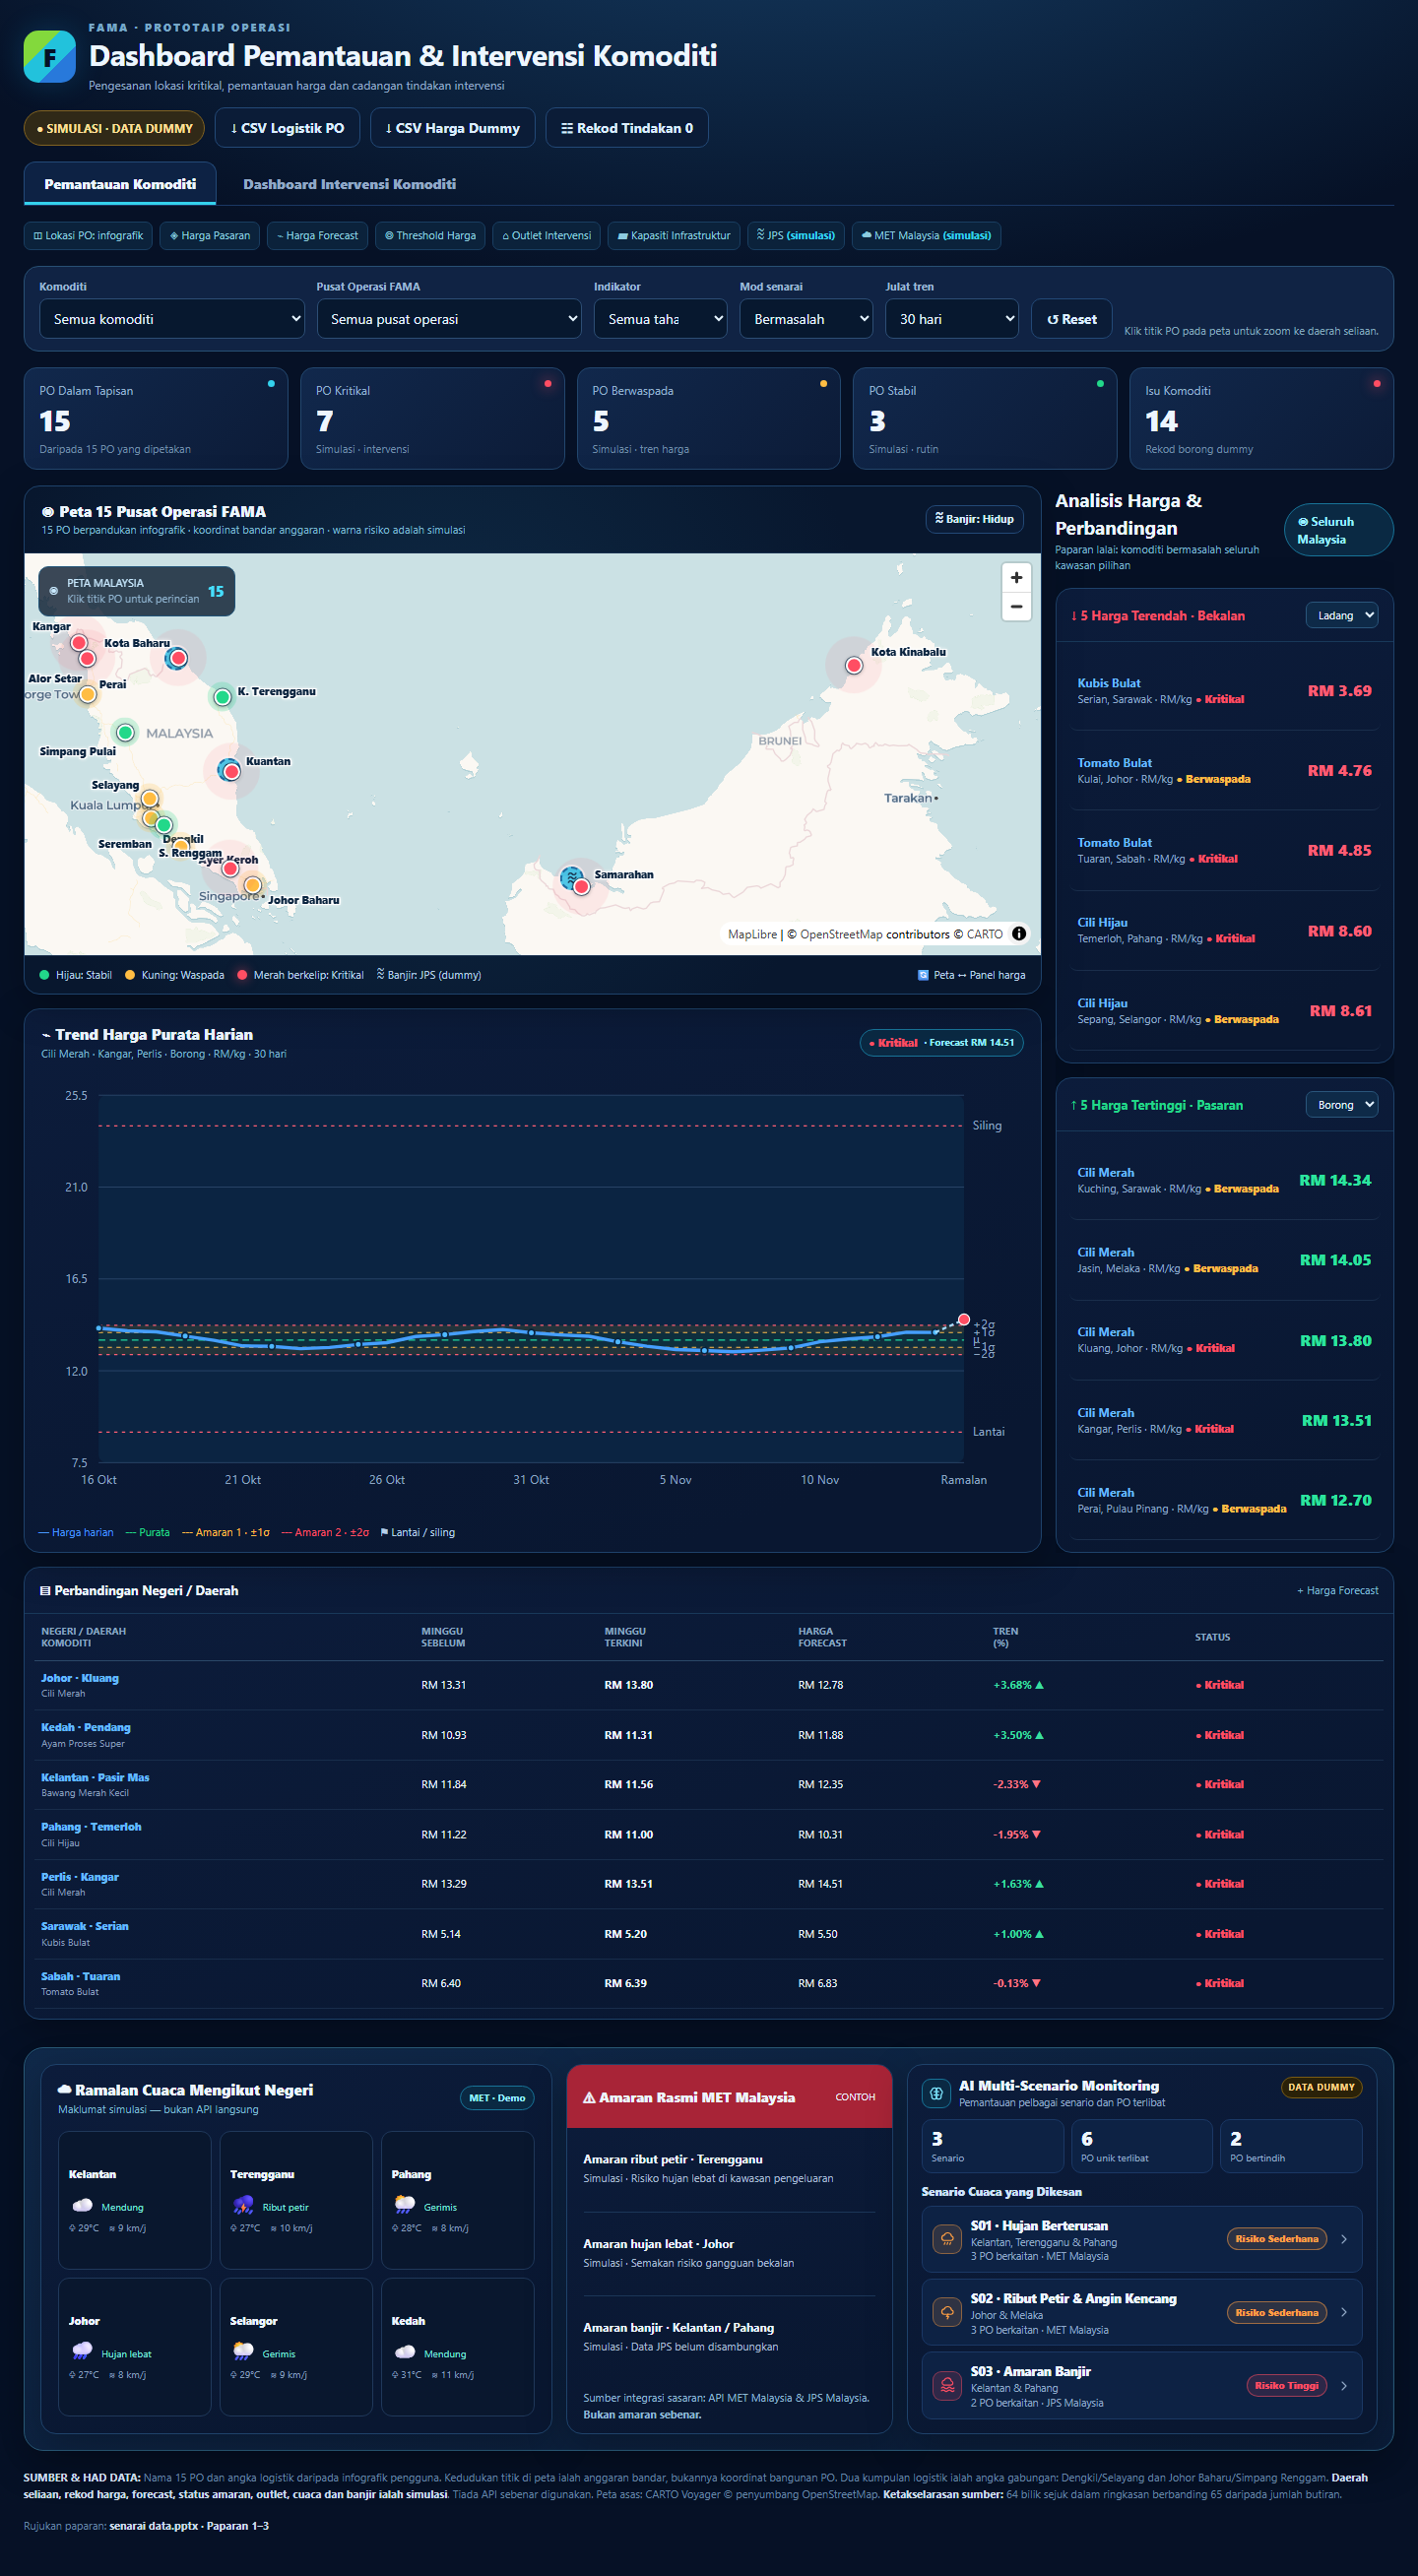 FAMA · PROTOTAIP OPERASI
F
Dashboard Pemantauan & Intervensi Komoditi
Pengesanan lokasi kritikal, pemantauan harga dan cadangan tindakan intervensi
● SIMULASI · DATA DUMMY
↓ CSV Logistik PO
↓ CSV Harga Dummy
☷ Rekod Tindakan 0
Pemantauan Komoditi
Dashboard Intervensi Komoditi
Lokasi PO: infografik
Harga Pasaran
Harga Forecast
Threshold Harga
Outlet Intervensi
Kapasiti Infrastruktur
JPS (simulasi)
MET Malaysia (simulasi)
Komoditi
Pusat Operasi FAMA
Indikator
Mod senarai
Julat tren
Semua komoditi
Semua pusat operasi
Semua taha
Bermasalah
30 hari
↺ Reset
Klik titik PO pada peta untuk zoom ke daerah seliaan.
PO Dalam Tapisan
15
Daripada 15 PO yang dipetakan
PO Kritikal
7
Simulasi · intervensi
PO Berwaspada
5
Simulasi · tren harga
PO Stabil
3
Simulasi · rutin
Isu Komoditi
14
Rekod borong dummy
Peta 15 Pusat Operasi FAMA
15 PO berpandukan infografik · koordinat bandar anggaran · warna risiko adalah simulasi
Banjir: Hidup
PETA MALAYSIA
Klik titik PO untuk perincian
15
+
−
Kangar
Kota Baharu
Kota Kinabalu
Alor Setar
Perai
orge Tow
K. Terengganu
MALAYSIA
Simpang Pulai
BRUNEI
Kuantan
Selayang
Kuala Lump
Tarakan
Dengkil
Seremban
S. Renggam
Ayer Keroh
Samarahan
Singapore
Johor Baharu
MapLibre | © OpenStreetMap contributors © CARTO
Hijau: Stabil
Kuning: Waspada
Merah berkelip: Kritikal
Banjir: JPS (dummy)
Peta ↔ Panel harga
Analisis Harga &
Perbandingan
Paparan lalai: komoditi bermasalah seluruh
kawasan pilihan
Seluruh
Malaysia
↓ 5 Harga Terendah · Bekalan
Ladang
Kubis Bulat
Serian, Sarawak · RM/kg ● Kritikal
RM 3.69
Tomato Bulat
Kulai, Johor · RM/kg ● Berwaspada
RM 4.76
Tomato Bulat
Tuaran, Sabah · RM/kg ● Kritikal
RM 4.85
Cili Hijau
Temerloh, Pahang · RM/kg ● Kritikal
RM 8.60
Cili Hijau
Sepang, Selangor · RM/kg ● Berwaspada
RM 8.61
↑ 5 Harga Tertinggi · Pasaran
Borong
Cili Merah
Kuching, Sarawak · RM/kg ● Berwaspada
RM 14.34
Cili Merah
Jasin, Melaka · RM/kg ● Berwaspada
RM 14.05
Cili Merah
Kluang, Johor · RM/kg ● Kritikal
RM 13.80
Cili Merah
Kangar, Perlis · RM/kg ● Kritikal
RM 13.51
Cili Merah
Perai, Pulau Pinang · RM/kg ● Berwaspada
RM 12.70
Trend Harga Purata Harian
Cili Merah · Kangar, Perlis · Borong · RM/kg · 30 hari
● Kritikal · Forecast RM 14.51
25.5
Siling
21.0
16.5
+2σ
+1σ
μ
−1σ
−2σ
12.0
Lantai
7.5
16 Okt
21 Okt
26 Okt
31 Okt
5 Nov
10 Nov
Ramalan
— Harga harian
--- Purata
--- Amaran 1 · ±1σ
--- Amaran 2 · ±2σ
⚑ Lantai / siling
Perbandingan Negeri / Daerah
+ Harga Forecast
NEGERI / DAERAH
KOMODITI
MINGGU
SEBELUM
MINGGU
TERKINI
HARGA
FORECAST
TREN
(%)
STATUS
Johor · Kluang
Cili Merah
RM 13.31
RM 13.80
RM 12.78
+3.68% ▲
● Kritikal
Kedah · Pendang
Ayam Proses Super
RM 10.93
RM 11.31
RM 11.88
+3.50% ▲
● Kritikal
Kelantan · Pasir Mas
Bawang Merah Kecil
RM 11.84
RM 11.56
RM 12.35
-2.33% ▼
● Kritikal
Pahang · Temerloh
Cili Hijau
RM 11.22
RM 11.00
RM 10.31
-1.95% ▼
● Kritikal
Perlis · Kangar
Cili Merah
RM 13.29
RM 13.51
RM 14.51
+1.63% ▲
● Kritikal
Sarawak · Serian
Kubis Bulat
RM 5.14
RM 5.20
RM 5.50
+1.00% ▲
● Kritikal
Sabah · Tuaran
Tomato Bulat
RM 6.40
RM 6.39
RM 6.83
-0.13% ▼
● Kritikal
Ramalan Cuaca Mengikut Negeri
Maklumat simulasi — bukan API langsung
MET · Demo
Kelantan
Mendung
29°C ≋ 9 km/j
Terengganu
Ribut petir
27°C ≋ 10 km/j
Pahang
Gerimis
28°C ≋ 8 km/j
Johor
Hujan lebat
27°C ≋ 8 km/j
Selangor
Gerimis
29°C ≋ 9 km/j
Kedah
Mendung
31°C ≋ 11 km/j
⚠ Amaran Rasmi MET Malaysia
CONTOH
Amaran ribut petir · Terengganu
Simulasi · Risiko hujan lebat di kawasan pengeluaran
Amaran hujan lebat · Johor
Simulasi · Semakan risiko gangguan bekalan
Amaran banjir · Kelantan / Pahang
Simulasi · Data JPS belum disambungkan
Sumber integrasi sasaran: API MET Malaysia & JPS Malaysia.
Bukan amaran sebenar.
AI Multi-Scenario Monitoring
Pemantauan pelbagai senario dan PO terlibat
DATA DUMMY
3
Senario
6
PO unik terlibat
2
PO bertindih
Senario Cuaca yang Dikesan
S01 · Hujan Berterusan
Kelantan, Terengganu & Pahang
3 PO berkaitan · MET Malaysia
Risiko Sederhana
S02 · Ribut Petir & Angin Kencang
Johor & Melaka
3 PO berkaitan · MET Malaysia
Risiko Sederhana
S03 · Amaran Banjir
Kelantan & Pahang
2 PO berkaitan · JPS Malaysia
Risiko Tinggi
SUMBER & HAD DATA: Nama 15 PO dan angka logistik daripada infografik pengguna. Kedudukan titik di peta ialah anggaran bandar, bukannya koordinat bangunan PO. Dua kumpulan logistik ialah angka gabungan: Dengkil/Selayang dan Johor Baharu/Simpang Renggam. Daerah
seliaan, rekod harga, forecast, status amaran, outlet, cuaca dan banjir ialah simulasi. Tiada API sebenar digunakan. Peta asas: CARTO Voyager © penyumbang OpenStreetMap. Ketakselarasan sumber: 64 bilik sejuk dalam ringkasan berbanding 65 daripada jumlah butiran.
Rujukan paparan: senarai data.pptx · Paparan 1–3